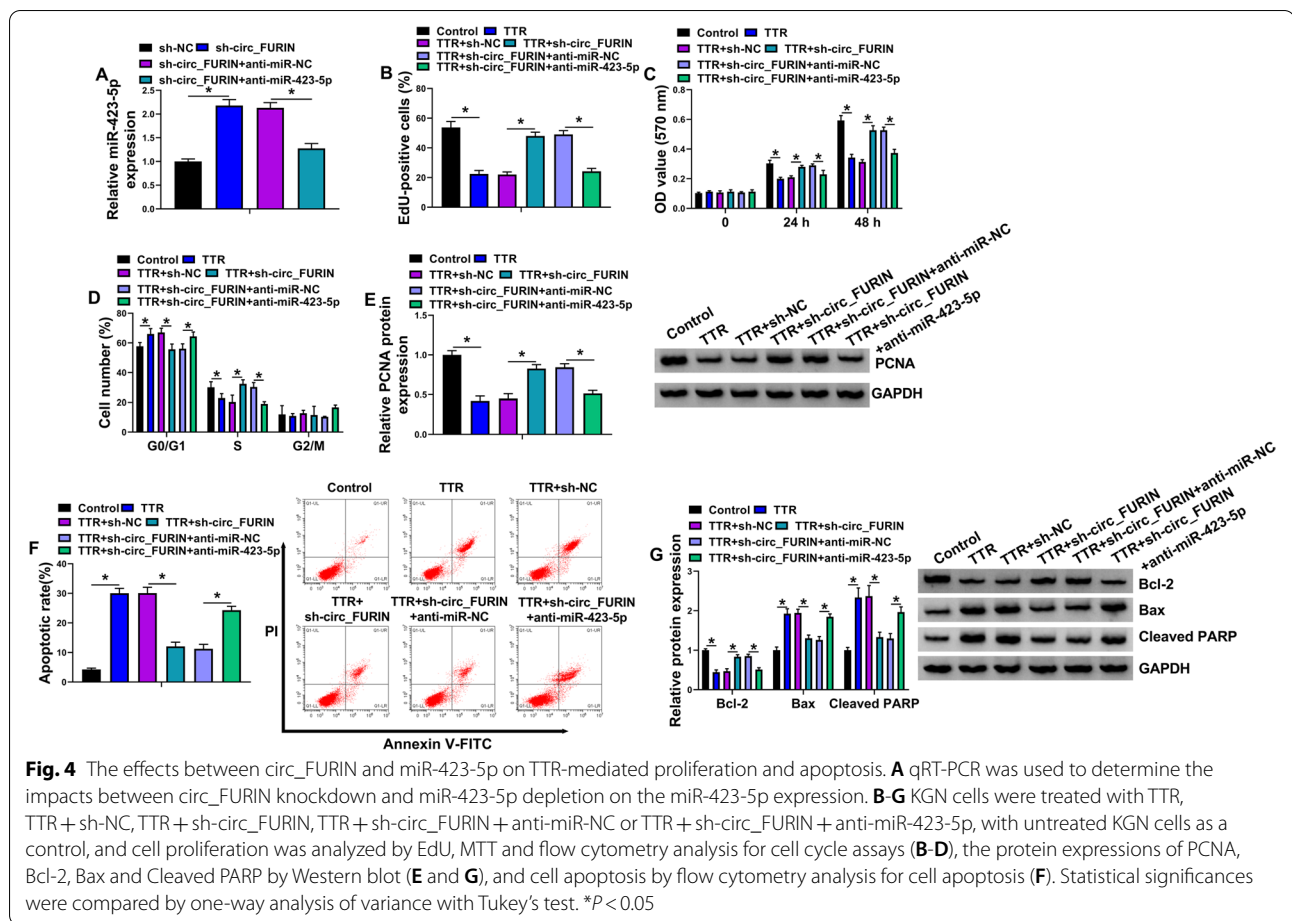 A
sh-NC sh-circ_FURIN
sh-circ_FURIN+anti-miR-NC
sh-circ_FURIN+anti-miR-423-5p
Relative miR-423-5p
expression
2.5
2.0
1.5
1.0
0.5
0.0
*
*
B
Control TTR
TTR+sh-NC TTR+sh-circ_FURIN
TTR+sh-circ_FURIN+anti-miR-NC
TTR+sh-circ_FURIN+anti-miR-423-5p
EdU-positive cells (%)
80
60
40
20
0
*
*
*
C
Control TTR
TTR+sh-NC TTR+sh-circ_FURIN
TTR+sh-circ_FURIN+anti-miR-NC
TTR+sh-circ_FURIN+anti-miR-423-5p
OD value (570 nm)
0.8
0.6
0.4
0.2
0.0
* * *
* * *
0 24 h 48 h
D
Control TTR
TTR+sh-NC TTR+sh-circ_FURIN
TTR+sh-circ_FURIN+anti-miR-NC
TTR+sh-circ_FURIN+anti-miR-423-5p
Cell number (%)
80
60
40
20
0
* * *
* * *
G0/G1 S G2/M
E
Control TTR
TTR+sh-NC TTR+sh-circ_FURIN
TTR+sh-circ_FURIN+anti-miR-NC
TTR+sh-circ_FURIN+anti-miR-423-5p
Relative PCNA protein
expression
1.5
1.0
0.5
0.0
*
*
*
Control
TTR
TTR+sh-NC
TTR+sh-circ_FURIN
TTR+sh-circ_FURIN+anti-miR-NC
TTR+sh-circ_FURIN
+anti-miR-423-5p
PCNA
GAPDH
F
Control TTR
TTR+sh-NC TTR+sh-circ_FURIN
TTR+sh-circ_FURIN+anti-miR-NC
TTR+sh-circ_FURIN+anti-miR-423-5p
Apoptotic rate(%)
40
30
20
10
0
*
*
*
Control TTR TTR+sh-NC
TTR+
sh-circ_FURIN
TTR+sh-circ_FURIN
+anti-miR-NC
TTR+sh-circ_FURIN
+anti-miR-423-5p
PI
Annexin V-FITC
G
Control TTR
TTR+sh-NC TTR+sh-circ_FURIN
TTR+sh-circ_FURIN+anti-miR-NC
TTR+sh-circ_FURIN+anti-miR-423-5p
Relative protein expression
3
2
1
0
* * *
* * *
* * *
Bcl-2 Bax Cleaved PARP
Control
TTR
TTR+sh-NC
TTR+sh-circ_FURIN
TTR+sh-circ_FURIN+anti-miR-NC
TTR+sh-circ_FURIN
+anti-miR-423-5p
Bcl-2
Bax
Cleaved PARP
GAPDH
Fig. 4 The effects between circ_FURIN and miR-423-5p on TTR-mediated proliferation and apoptosis. A qRT-PCR was used to determine the
impacts between circ_FURIN knockdown and miR-423-5p depletion on the miR-423-5p expression. B-G KGN cells were treated with TTR,
TTR + sh-NC, TTR + sh-circ_FURIN, TTR + sh-circ_FURIN + anti-miR-NC or TTR + sh-circ_FURIN + anti-miR-423-5p, with untreated KGN cells as a
control, and cell proliferation was analyzed by EdU, MTT and flow cytometry analysis for cell cycle assays (B-D), the protein expressions of PCNA,
Bcl-2, Bax and Cleaved PARP by Western blot (E and G), and cell apoptosis by flow cytometry analysis for cell apoptosis (F). Statistical significances
were compared by one-way analysis of variance with Tukey's test. *P < 0.05